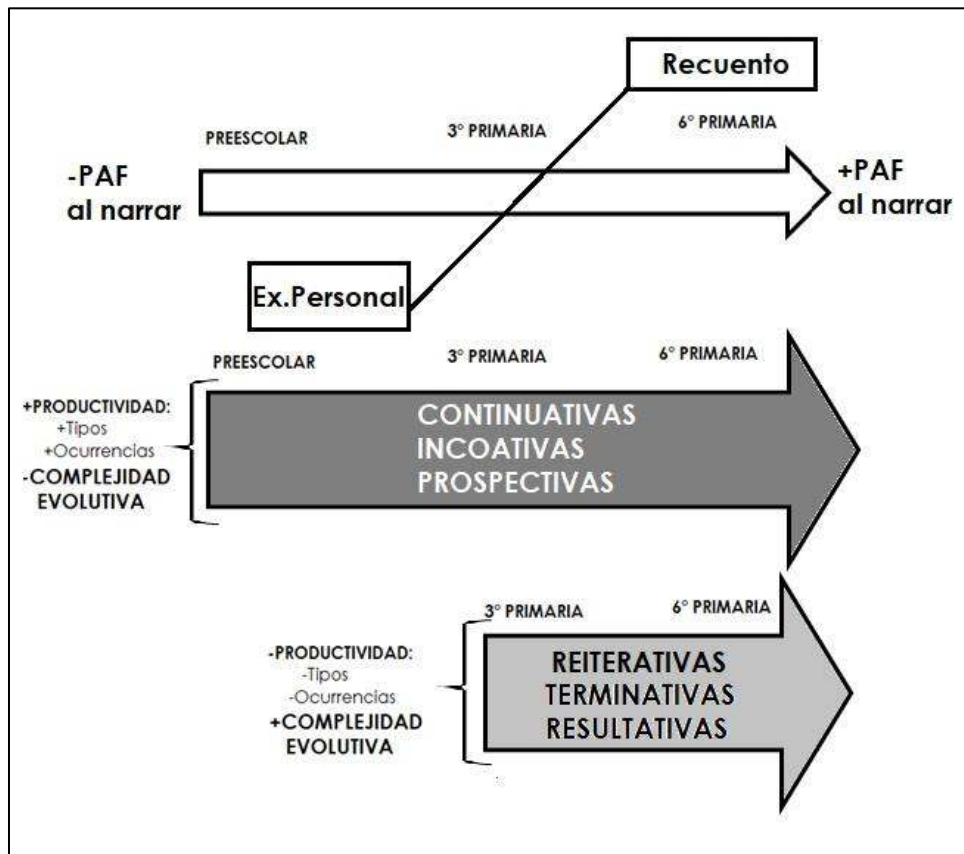 Recuento
PREESCOLAR 3° PRIMARIA 6° PRIMARIA
-PAF
al narrar
+PAF
al narrar
Ex.Personal
PREESCOLAR 3° PRIMARIA 6° PRIMARIA
+PRODUCTIVIDAD:
+Tipos
+Ocurrencias
-COMPLEJIDAD
EVOLUTIVA
CONTINUATIVAS
INCOATIVAS
PROSPECTIVAS
3° PRIMARIA 6° PRIMARIA
-PRODUCTIVIDAD:
-Tipos
-Ocurrencias
+COMPLEJIDAD
EVOLUTIVA
REITERATIVAS
TERMINATIVAS
RESULTATIVAS